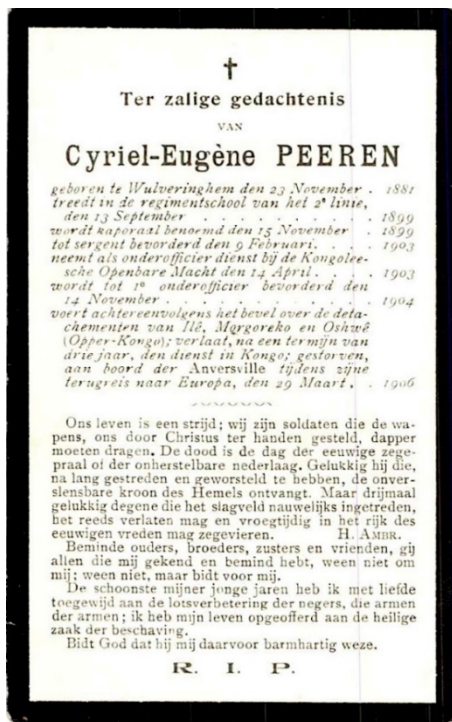 Ter zalige gedachtenis
VAN
Cyriel-Eugène PEEREN
geboren te Wulveringhem den 23 November . 1881
treedt in de regimentschool van het 2e linie,
den 13 September . . . . . . . . . . 1899
wordt kaporaal benoemd den 15 November . 1899
tot sergent bevorderd den 9 Februari . . . . 1903
neemt als onderofficier dienst bij de Kongolee-
sche Openbare Macht den 14 April . . . . 1903
wordt tot 1e onderofficier bevorderd den
14 November . . . . . . . . . . . . 1904
voert achtereenvolgens het bevel over de deta-
chementen van Ilê, Morgoreko en Oshwê
(Opper-Kongo); verlaat, na een termijn van
drie jaar, den dienst in Kongo; gestorven,
aan boord der Anversville tijdens zijne
terugreis naar Europa, den 29 Maart . . 1906
Ons leven is een strijd; wij zijn soldaten die de wa-
pens, ons door Christus ter handen gesteld, dapper
moeten dragen. De dood is de dag der eeuwige zege-
praal of der onherstelbare nederlaag. Gelukkig hij die,
na lang gestreden en geworsteld te hebben, de onver-
slensbare kroon des Hemels ontvangt. Maar drijmaal
gelukkig degene die het slagveld nauwelijks ingetreden,
het reeds verlaten mag en vroegtijdig in het rijk des
eeuwigen vreden mag zegevieren. H. AMBR.
Beminde ouders, broeders, zusters en vrienden, gij
allen die mij gekend en bemind hebt, ween niet om
mij; ween niet, maar bidt voor mij.
De schoonste mijner jonge jaren heb ik met liefde
toegewijd aan de lotsverbetering der negers, die armen
der armen; ik heb mijn leven opgeofferd aan de heilige
zaak der beschaving.
Bidt God dat hij mij daarvoor barmhartig weze.
R. I. P.